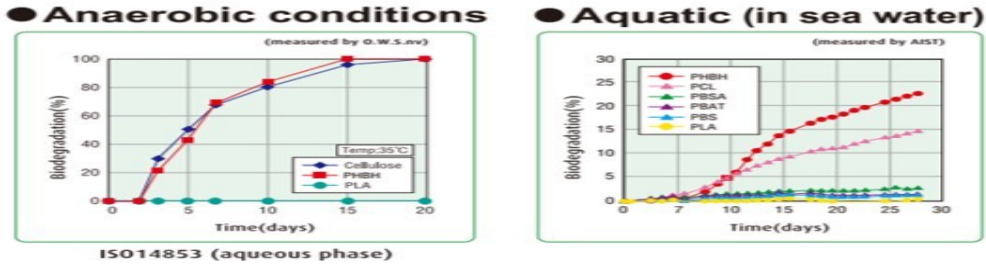 ● Anaerobic conditions
(measured by O.W.S.nv)
Biodegradation(%)
100
80
60
40
20
0
Temp:35℃
Celllulose
PHBH
PLA
0 5 10 15 20
Time(days)
ISO14853 (aqueous phase)
● Aquatic (in sea water)
(measured by AIST)
Biodegradation(%)
30
25
20
15
10
5
0
PHBH
PCL
PBSA
PBAT
PBS
PLA
0 7 10 15 20 25 30
Time(days)